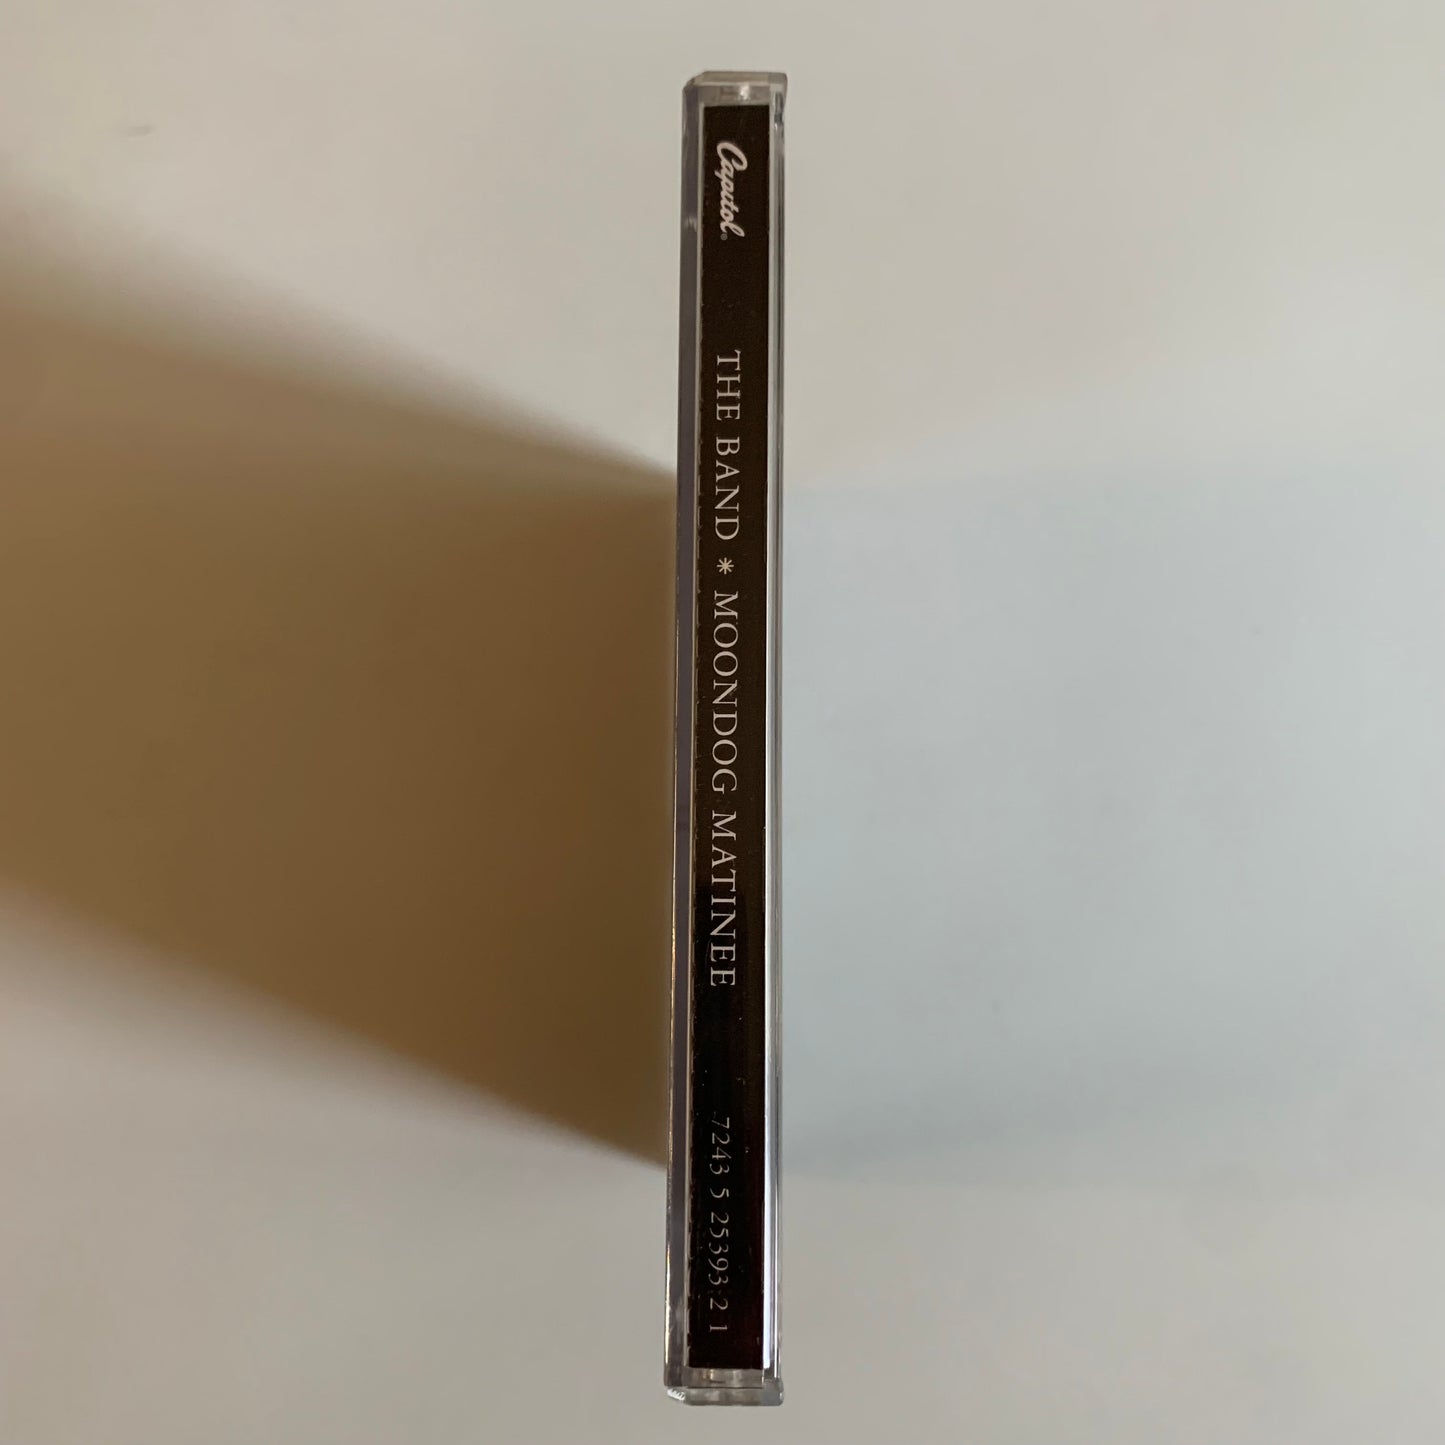 Capitol®
THE BAND * MOONDOG MATINEE
7243 5 25393 2 1